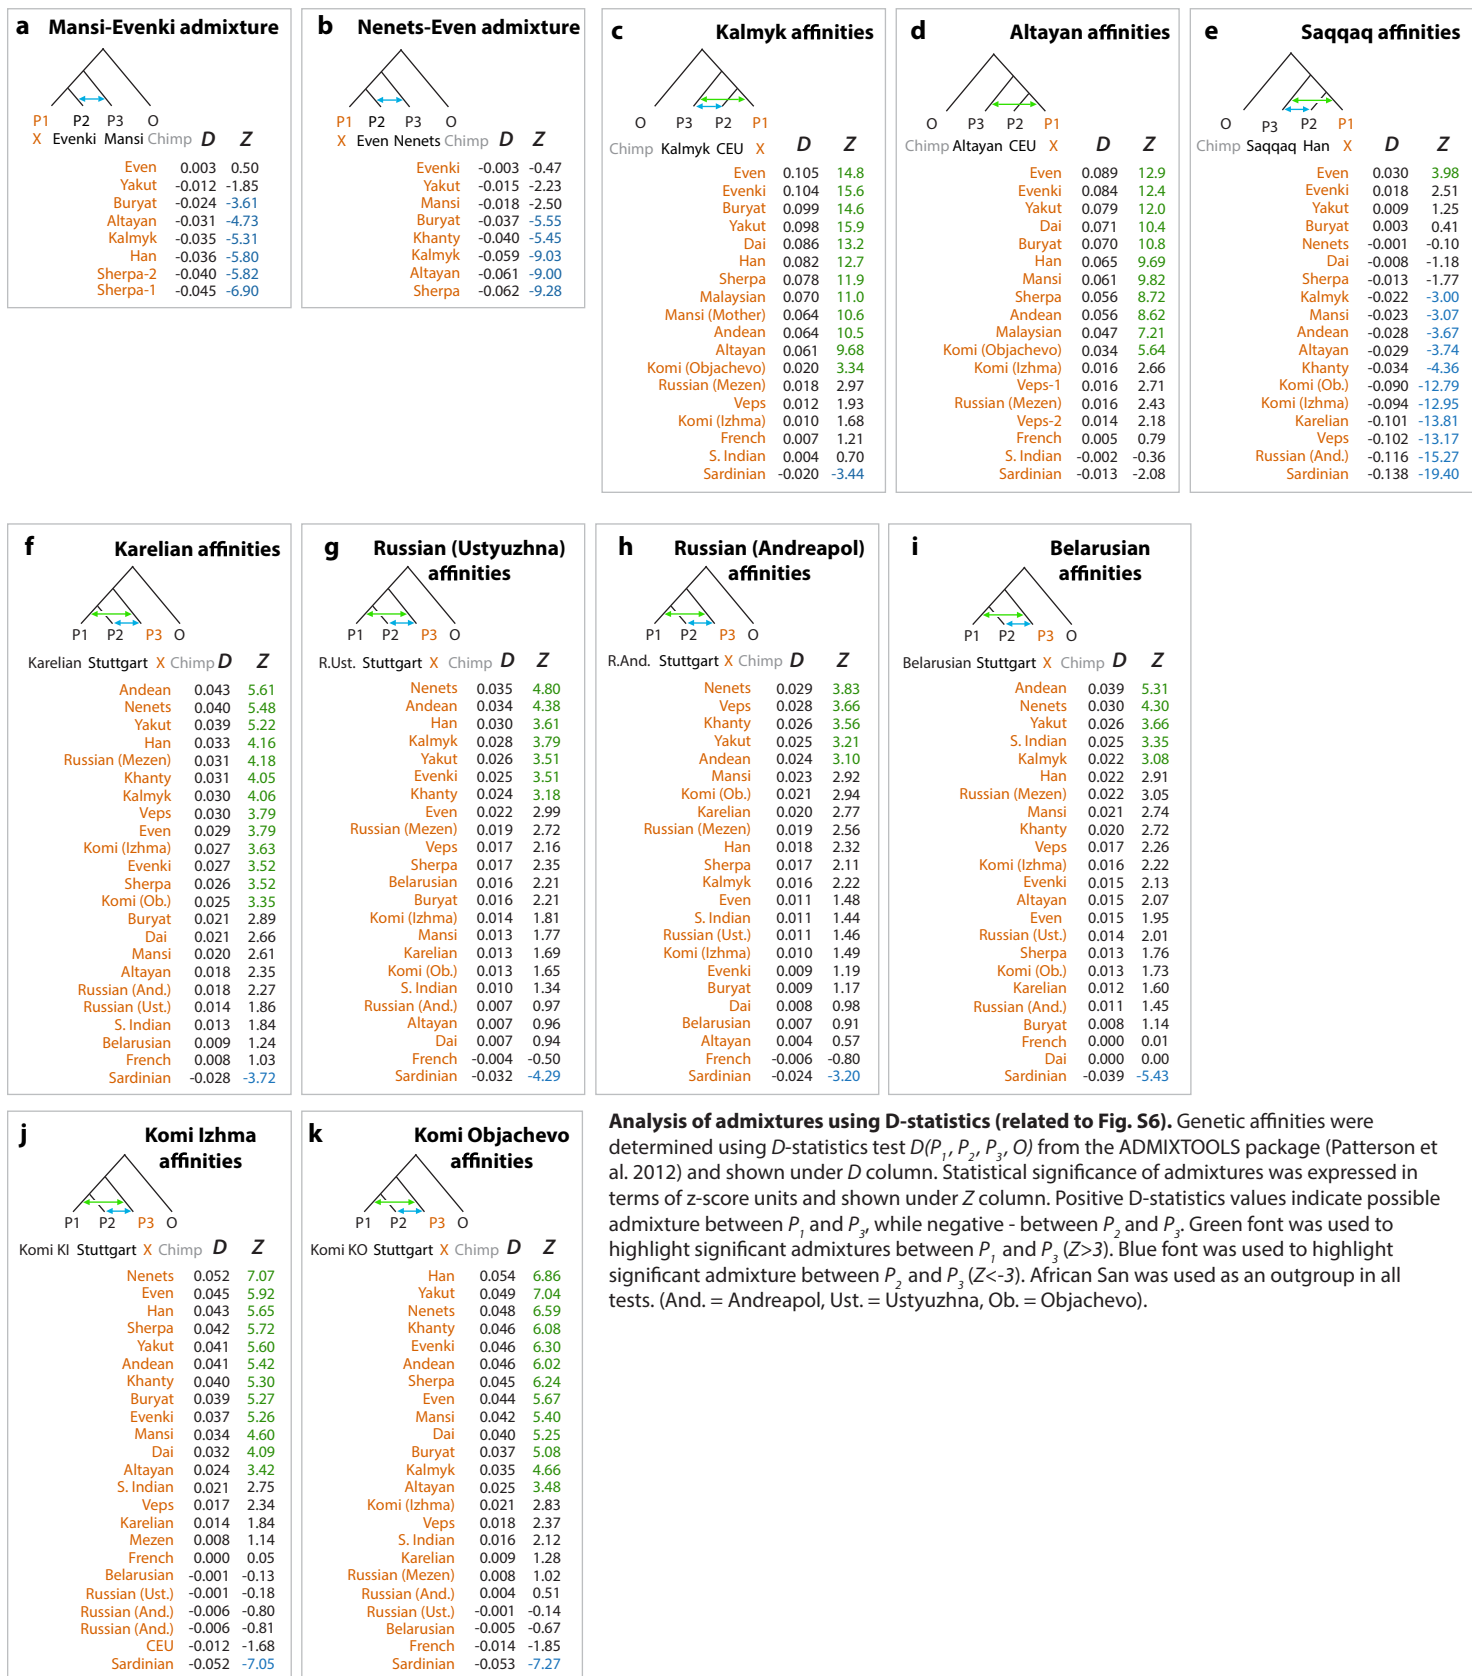 a Mansi-Evenki admixture
P1 P2 P3 O
X Evenki Mansi Chimp D Z
Even 0.003 0.50
Yakut -0.012 -1.85
Buryat -0.024 -3.61
Altayan -0.031 -4.73
Kalmyk -0.035 -5.31
Han -0.036 -5.80
Sherpa-2 -0.040 -5.82
Sherpa-1 -0.045 -6.90
b Nenets-Even admixture
P1 P2 P3 O
X Even Nenets Chimp D Z
Evenki -0.003 -0.47
Yakut -0.015 -2.23
Mansi -0.018 -2.50
Buryat -0.037 -5.55
Khanty -0.040 -5.45
Kalmyk -0.059 -9.03
Altayan -0.061 -9.00
Sherpa -0.062 -9.28
c Kalmyk affinities
O P3 P2 P1
Chimp Kalmyk CEU X D Z
Even 0.105 14.8
Evenki 0.104 15.6
Buryat 0.099 14.6
Yakut 0.098 15.9
Dai 0.086 13.2
Han 0.082 12.7
Sherpa 0.078 11.9
Malaysian 0.070 11.0
Mansi (Mother) 0.064 10.6
Andean 0.064 10.5
Altayan 0.061 9.68
Komi (Objachevo) 0.020 3.34
Russian (Mezen) 0.018 2.97
Veps 0.012 1.93
Komi (Izhma) 0.010 1.68
French 0.007 1.21
S. Indian 0.004 0.70
Sardinian -0.020 -3.44
d Altayan affinities
O P3 P2 P1
Chimp Altayan CEU X D Z
Even 0.089 12.9
Evenki 0.084 12.4
Yakut 0.079 12.0
Dai 0.071 10.4
Buryat 0.070 10.8
Han 0.065 9.69
Mansi 0.061 9.82
Sherpa 0.056 8.72
Andean 0.056 8.62
Malaysian 0.047 7.21
Komi (Objachevo) 0.034 5.64
Komi (Izhma) 0.016 2.66
Veps-1 0.016 2.71
Russian (Mezen) 0.016 2.43
Veps-2 0.014 2.18
French 0.005 0.79
S. Indian -0.002 -0.36
Sardinian -0.013 -2.08
e Saqqaq affinities
O P3 P2 P1
Chimp Saqqaq Han X D Z
Even 0.030 3.98
Evenki 0.018 2.51
Yakut 0.009 1.25
Buryat 0.003 0.41
Nenets -0.001 -0.10
Dai -0.008 -1.18
Sherpa -0.013 -1.77
Kalmyk -0.022 -3.00
Mansi -0.023 -3.07
Andean -0.028 -3.67
Altayan -0.029 -3.74
Khanty -0.034 -4.36
Komi (Ob.) -0.090 -12.79
Komi (Izhma) -0.094 -12.95
Karelian -0.101 -13.81
Veps -0.102 -13.17
Russian (And.) -0.116 -15.27
Sardinian -0.138 -19.40
f Karelian affinities
P1 P2 P3 O
Karelian Stuttgart X Chimp D Z
Andean 0.043 5.61
Nenets 0.040 5.48
Yakut 0.039 5.22
Han 0.033 4.16
Russian (Mezen) 0.031 4.18
Khanty 0.031 4.05
Kalmyk 0.030 4.06
Veps 0.030 3.79
Even 0.029 3.79
Komi (Izhma) 0.027 3.63
Evenki 0.027 3.52
Sherpa 0.026 3.52
Komi (Ob.) 0.025 3.35
Buryat 0.021 2.89
Dai 0.021 2.66
Mansi 0.020 2.61
Altayan 0.018 2.35
Russian (And.) 0.018 2.27
Russian (Ust.) 0.014 1.86
S. Indian 0.013 1.84
Belarusian 0.009 1.24
French 0.008 1.03
Sardinian -0.028 -3.72
g Russian (Ustyuzhna)
affinities
P1 P2 P3 O
R.Ust. Stuttgart X Chimp D Z
Nenets 0.035 4.80
Andean 0.034 4.38
Han 0.030 3.61
Kalmyk 0.028 3.79
Yakut 0.026 3.51
Evenki 0.025 3.51
Khanty 0.024 3.18
Even 0.022 2.99
Russian (Mezen) 0.019 2.72
Veps 0.017 2.16
Sherpa 0.017 2.35
Belarusian 0.016 2.21
Buryat 0.016 2.21
Komi (Izhma) 0.014 1.81
Mansi 0.013 1.77
Karelian 0.013 1.69
Komi (Ob.) 0.013 1.65
S. Indian 0.010 1.34
Russian (And.) 0.007 0.97
Altayan 0.007 0.96
Dai 0.007 0.94
French -0.004 -0.50
Sardinian -0.032 -4.29
h Russian (Andreapol)
affinities
P1 P2 P3 O
R.And. Stuttgart X Chimp D Z
Nenets 0.029 3.83
Veps 0.028 3.66
Khanty 0.026 3.56
Yakut 0.025 3.21
Andean 0.024 3.10
Mansi 0.023 2.92
Komi (Ob.) 0.021 2.94
Karelian 0.020 2.77
Russian (Mezen) 0.019 2.56
Han 0.018 2.32
Sherpa 0.017 2.11
Kalmyk 0.016 2.22
Even 0.011 1.48
S. Indian 0.011 1.44
Russian (Ust.) 0.011 1.46
Komi (Izhma) 0.010 1.49
Evenki 0.009 1.19
Buryat 0.009 1.17
Dai 0.008 0.98
Belarusian 0.007 0.91
Altayan 0.004 0.57
French -0.006 -0.80
Sardinian -0.024 -3.20
i Belarusian
affinities
P1 P2 P3 O
Belarusian Stuttgart X Chimp D Z
Andean 0.039 5.31
Nenets 0.030 4.30
Yakut 0.026 3.66
S. Indian 0.025 3.35
Kalmyk 0.022 3.08
Han 0.022 2.91
Russian (Mezen) 0.022 3.05
Mansi 0.021 2.74
Khanty 0.020 2.72
Veps 0.017 2.26
Komi (Izhma) 0.016 2.22
Evenki 0.015 2.13
Altayan 0.015 2.07
Even 0.015 1.95
Russian (Ust.) 0.014 2.01
Sherpa 0.013 1.76
Komi (Ob.) 0.013 1.73
Karelian 0.012 1.60
Russian (And.) 0.011 1.45
Buryat 0.008 1.14
French 0.000 0.01
Dai 0.000 0.00
Sardinian -0.039 -5.43
j Komi Izhma
affinities
P1 P2 P3 O
Komi KI Stuttgart X Chimp D Z
Nenets 0.052 7.07
Even 0.045 5.92
Han 0.043 5.65
Sherpa 0.042 5.72
Yakut 0.041 5.60
Andean 0.041 5.42
Khanty 0.040 5.30
Buryat 0.039 5.27
Evenki 0.037 5.26
Mansi 0.034 4.60
Dai 0.032 4.09
Altayan 0.024 3.42
S. Indian 0.021 2.75
Veps 0.017 2.34
Karelian 0.014 1.84
Mezen 0.008 1.14
French 0.000 0.05
Belarusian -0.001 -0.13
Russian (Ust.) -0.001 -0.18
Russian (And.) -0.006 -0.80
Russian (And.) -0.006 -0.81
CEU -0.012 -1.68
Sardinian -0.052 -7.05
k Komi Objachevo
affinities
P1 P2 P3 O
Komi KO Stuttgart X Chimp D Z
Han 0.054 6.86
Yakut 0.049 7.04
Nenets 0.048 6.59
Khanty 0.046 6.08
Evenki 0.046 6.30
Andean 0.046 6.02
Sherpa 0.045 6.24
Even 0.044 5.67
Mansi 0.042 5.40
Dai 0.040 5.25
Buryat 0.037 5.08
Kalmyk 0.035 4.66
Altayan 0.025 3.48
Komi (Izhma) 0.021 2.83
Veps 0.018 2.37
S. Indian 0.016 2.12
Karelian 0.009 1.28
Russian (Mezen) 0.008 1.02
Russian (And.) 0.004 0.51
Russian (Ust.) -0.001 -0.14
Belarusian -0.005 -0.67
French -0.014 -1.85
Sardinian -0.053 -7.27
Analysis of admixtures using D-statistics (related to Fig. S6). Genetic affinities were
determined using D-statistics test D(P1, P2, P3, O) from the ADMIXTOOLS package (Patterson et
al. 2012) and shown under D column. Statistical significance of admixtures was expressed in
terms of z-score units and shown under Z column. Positive D-statistics values indicate possible
admixture between P1 and P3, while negative - between P2 and P3. Green font was used to
highlight significant admixtures between P1 and P3 (Z>3). Blue font was used to highlight
significant admixture between P2 and P3 (Z<-3). African San was used as an outgroup in all
tests. (And. = Andreapol, Ust. = Ustyuzhna, Ob. = Objachevo).